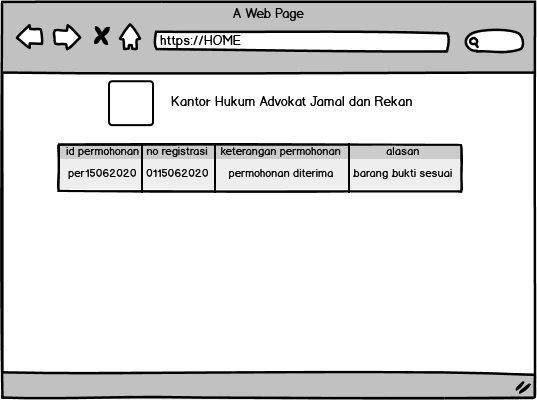 A Web Page
https://HOME
Kantor Hukum Advokat Jamal dan Rekan
id permohonan no registrasi keterangan permohonan alasan
per15062020 0115062020 permohonan diterima barang bukti sesuai